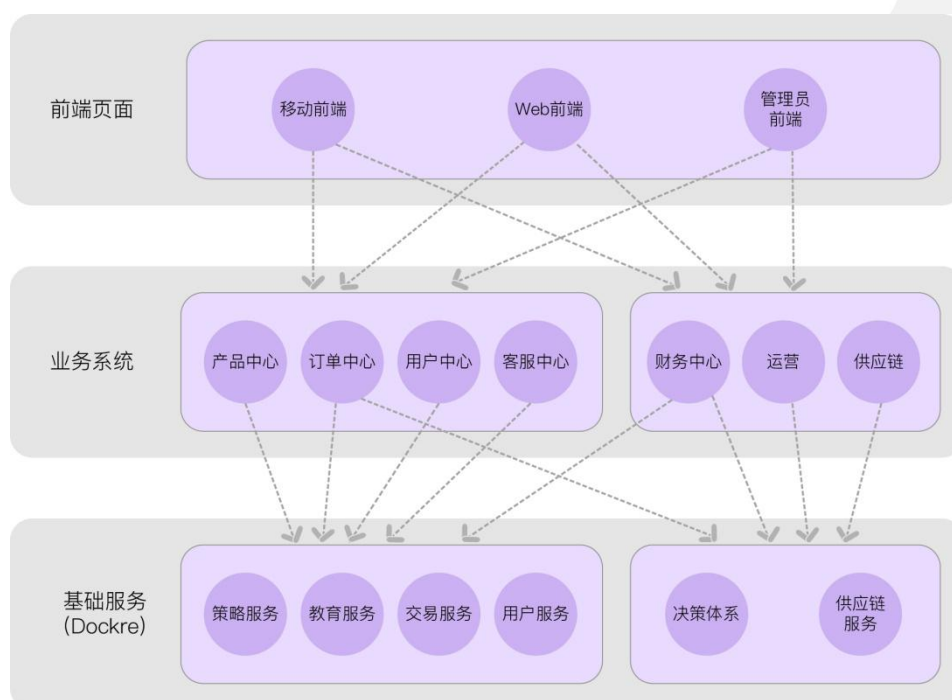 前端页面
移动前端
Web前端
管理员
前端
业务系统
产品中心
订单中心
用户中心
客服中心
财务中心
运营
供应链
基础服务
(Dockre)
策略服务
教育服务
交易服务
用户服务
决策体系
供应链
服务